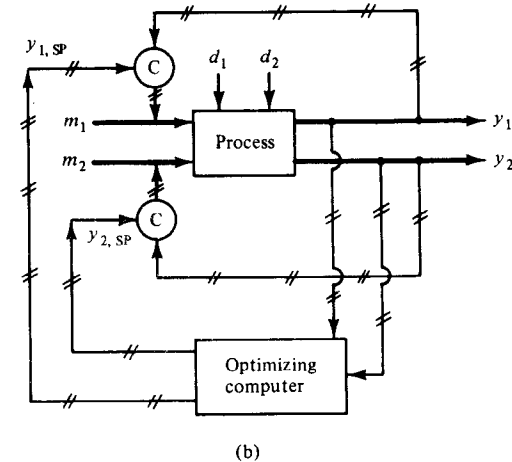 y1, SP
C
d1 d2
m1
Process
y1
m2
y2
C
y2, SP
Optimizing
computer
(b)